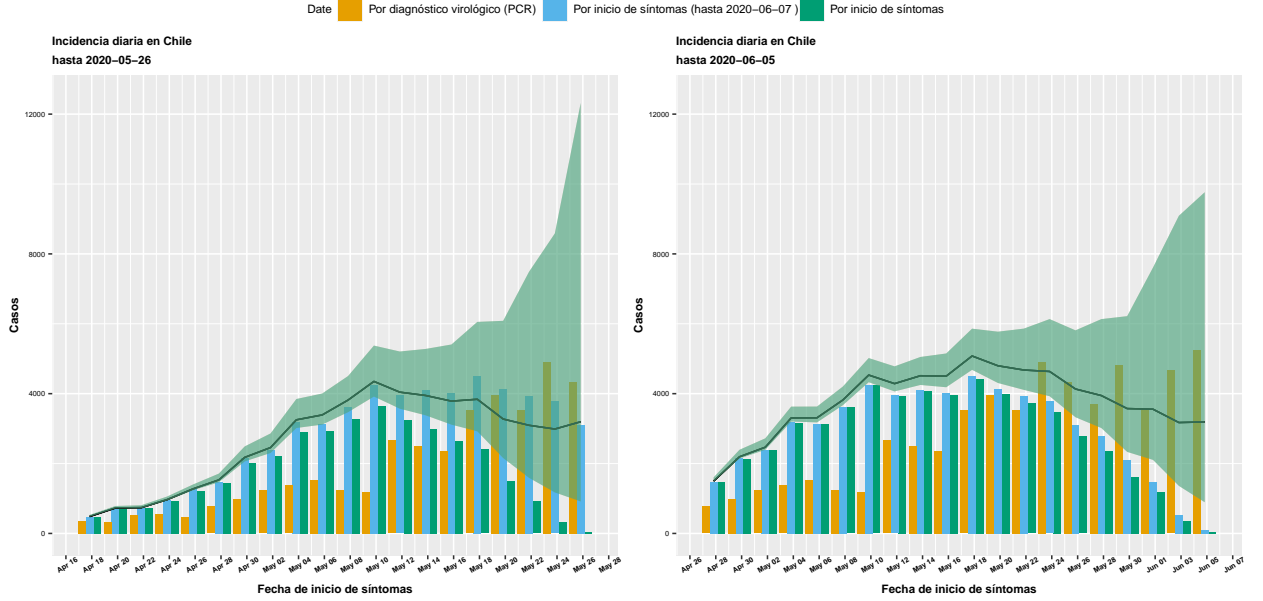 Date Por diagnóstico virológico (PCR) Por inicio de síntomas (hasta 2020−06−07 ) Por inicio de síntomas
Incidencia diaria en Chile
hasta 2020−05−26
12000
8000
4000
0
Casos
Apr 16 Apr 18 Apr 20 Apr 22 Apr 24 Apr 26 Apr 28 Apr 30 May 02 May 04 May 06 May 08 May 10 May 12 May 14 May 16 May 18 May 20 May 22 May 24 May 26 May 28
Fecha de inicio de síntomas
Incidencia diaria en Chile
hasta 2020−06−05
12000
8000
4000
0
Casos
Apr 26 Apr 28 Apr 30 May 02 May 04 May 06 May 08 May 10 May 12 May 14 May 16 May 18 May 20 May 22 May 24 May 26 May 28 May 30 Jun 01 Jun 03 Jun 05 Jun 07
Fecha de inicio de síntomas